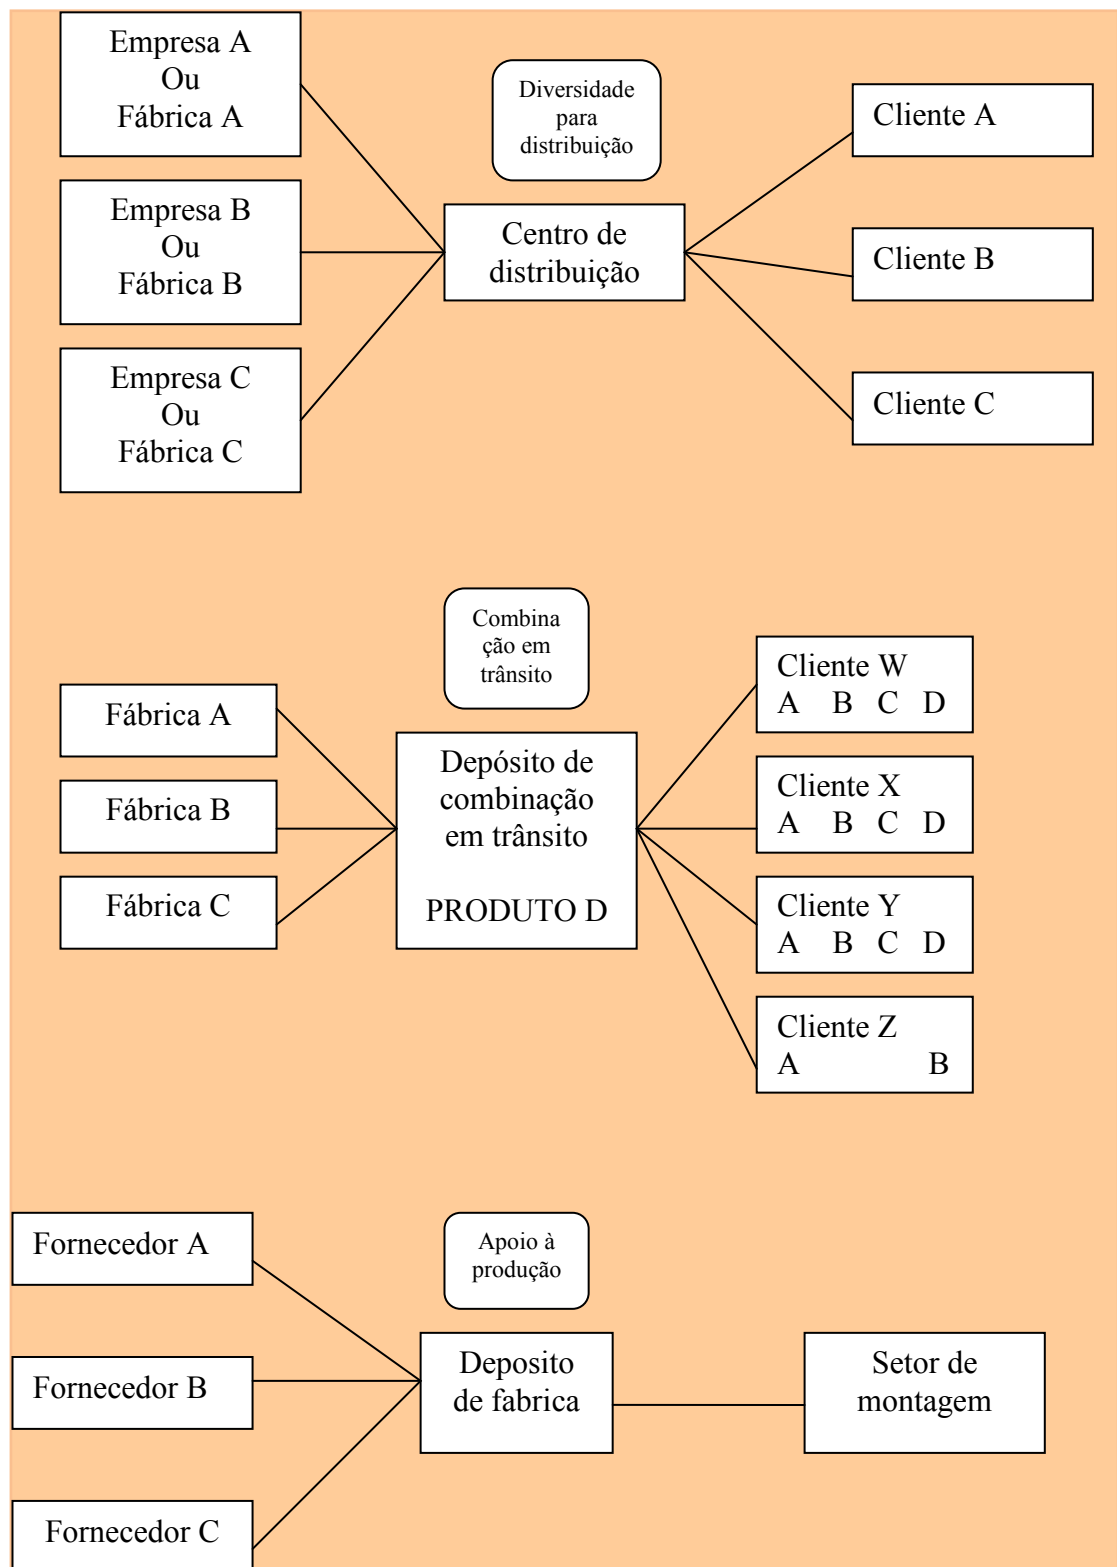 Empresa A
Ou
Fábrica A
Diversidade
para
distribuição
Cliente A
Empresa B
Ou
Fábrica B
Centro de
distribuição
Cliente B
Empresa C
Ou
Fábrica C
Cliente C
Combina
ção em
trânsito
Fábrica A
Fábrica B
Fábrica C
Depósito de
combinação
em trânsito
PRODUTO D
Cliente W
A B C D
Cliente X
A B C D
Cliente Y
A B C D
Cliente Z
A B
Fornecedor A
Apoio à
produção
Fornecedor B
Deposito
de fabrica
Setor de
montagem
Fornecedor C